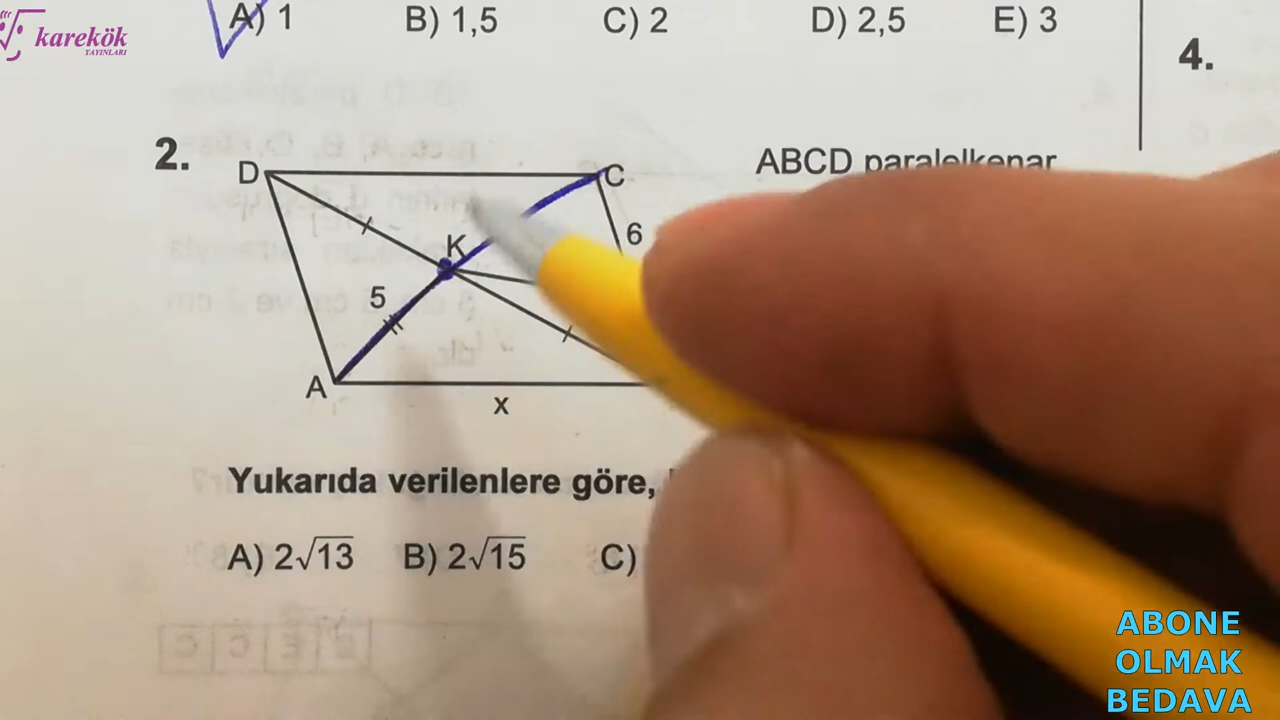 karekök
YAYINLARI
A) 1 B) 1,5 C) 2 D) 2,5 E) 3
4.
2.
D
C
ABCD paralelkenar
K
6
5
A
x
Yukarıda verilenlere göre,
A) 2√13 B) 2√15 C)
ABONE
OLMAK
BEDAVA